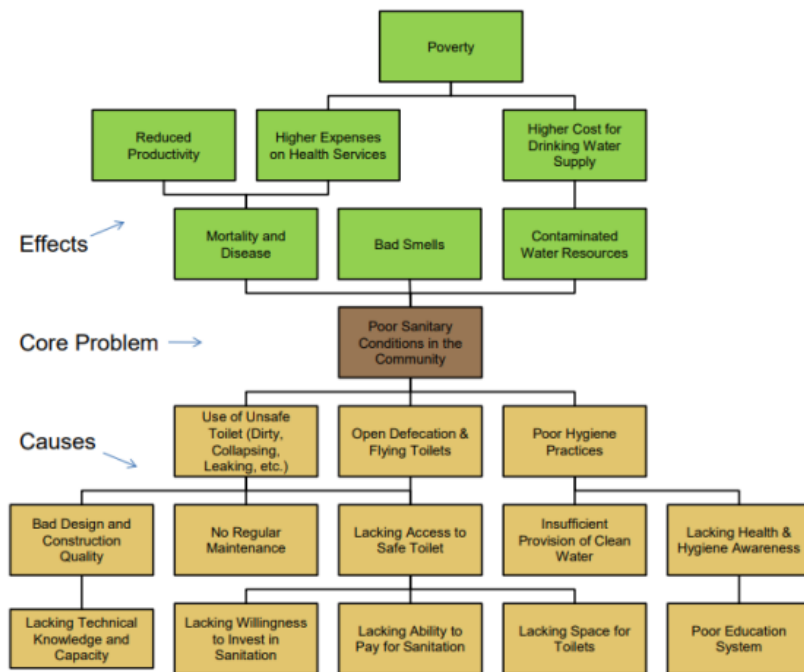 Poverty
Reduced
Productivity
Higher Expenses
on Health Services
Higher Cost for
Drinking Water
Supply
Effects
Mortality and
Disease
Bad Smells
Contaminated
Water Resources
Core Problem
Poor Sanitary
Conditions in the
Community
Causes
Use of Unsafe
Toilet (Dirty,
Collapsing,
Leaking, etc.)
Open Defecation &
Flying Toilets
Poor Hygiene
Practices
Bad Design and
Construction
Quality
No Regular
Maintenance
Lacking Access to
Safe Toilet
Insufficient
Provision of Clean
Water
Lacking Health &
Hygiene Awareness
Lacking Technical
Knowledge and
Capacity
Lacking Willingness
to Invest in
Sanitation
Lacking Ability to
Pay for Sanitation
Lacking Space for
Toilets
Poor Education
System